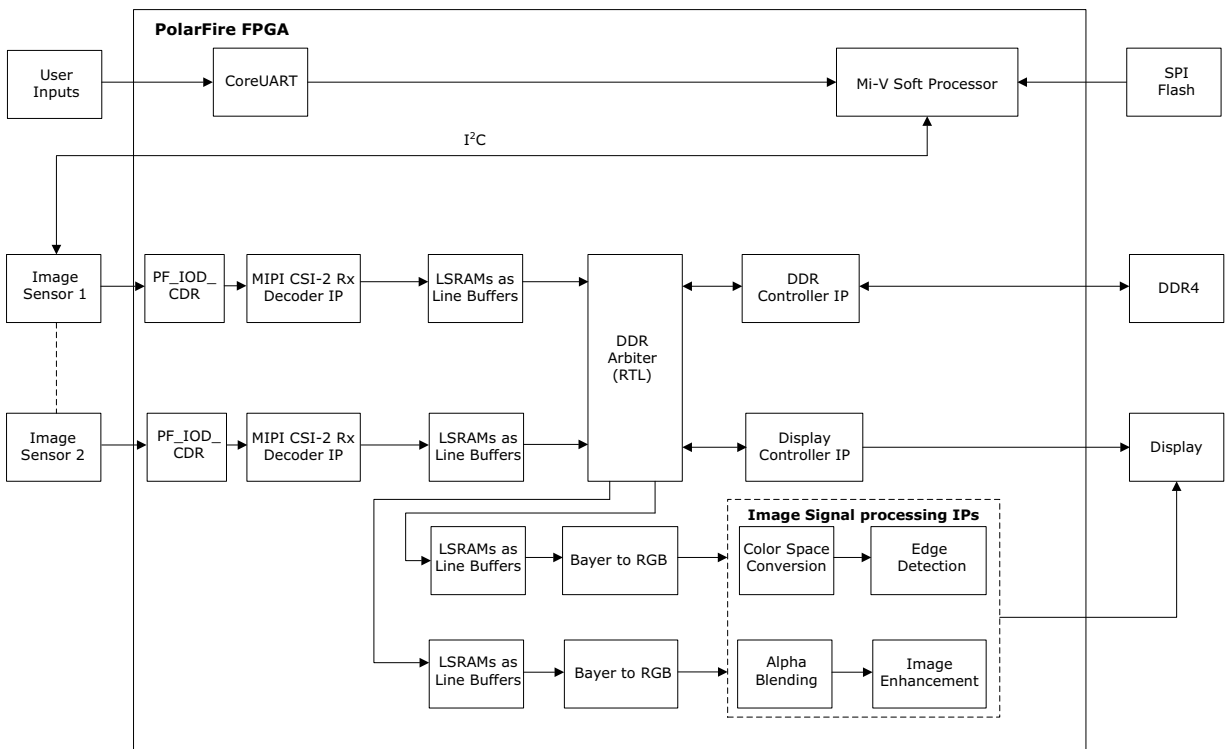 PolarFire FPGA
User
Inputs
CoreUART
Mi-V Soft Processor
SPI
Flash
I²C
Image
Sensor 1
PF_IOD_
CDR
MIPI CSI-2 Rx
Decoder IP
LSRAMs as
Line Buffers
DDR
Arbiter
(RTL)
DDR
Controller IP
DDR4
Image
Sensor 2
PF_IOD_
CDR
MIPI CSI-2 Rx
Decoder IP
LSRAMs as
Line Buffers
Display
Controller IP
Display
Image Signal processing IPs
LSRAMs as
Line Buffers
Bayer to RGB
Color Space
Conversion
Edge
Detection
LSRAMs as
Line Buffers
Bayer to RGB
Alpha
Blending
Image
Enhancement